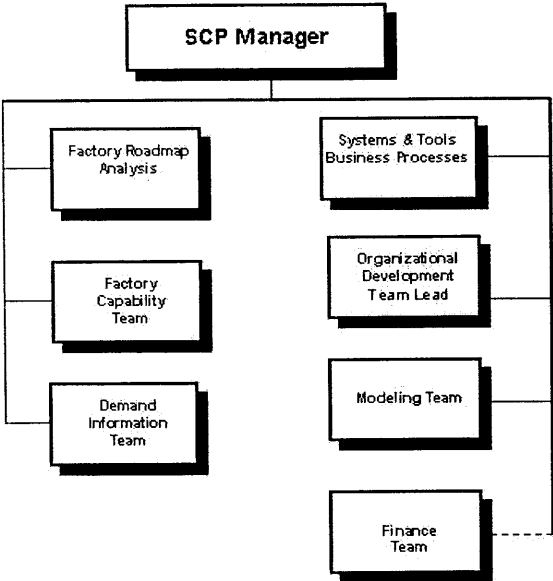 SCP Manager
Factory Roadmap
Analysis
Factory
Capability
Team
Demand
Information
Team
Systems & Tools
Business Processes
Organizational
Development
Team Lead
Modeling Team
Finance
Team